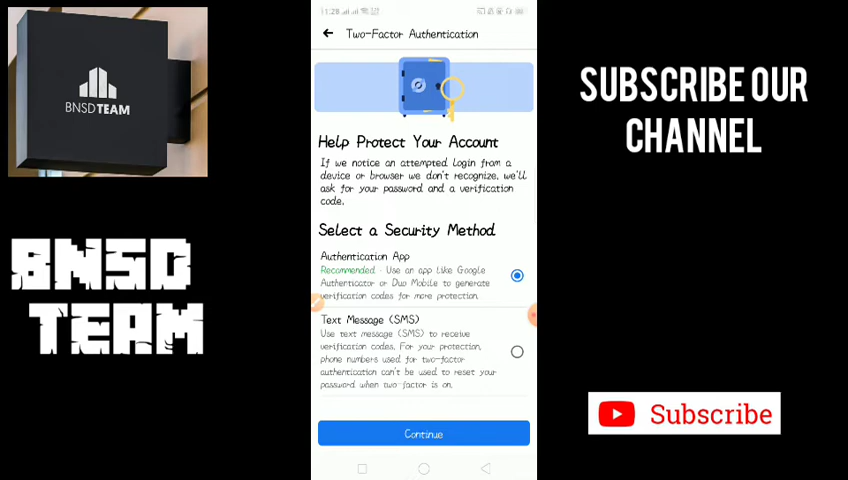 BNSDTEAM
BNSD
TEAM
1:28
Two-Factor Authentication
Help Protect Your Account
If we notice an attempted login from a
device or browser we don't recognize, we'll
ask for your password and a verification
code.
Select a Security Method
Authentication App
Recommended · Use an app like Google
Authenticator or Duo Mobile to generate
verification codes for more protection.
Text Message (SMS)
Use text message (SMS) to receive
verification codes. For your protection,
phone numbers used for two-factor
authentication can't be used to reset your
password when two-factor is on.
Continue
SUBSCRIBE OUR
CHANNEL
Subscribe